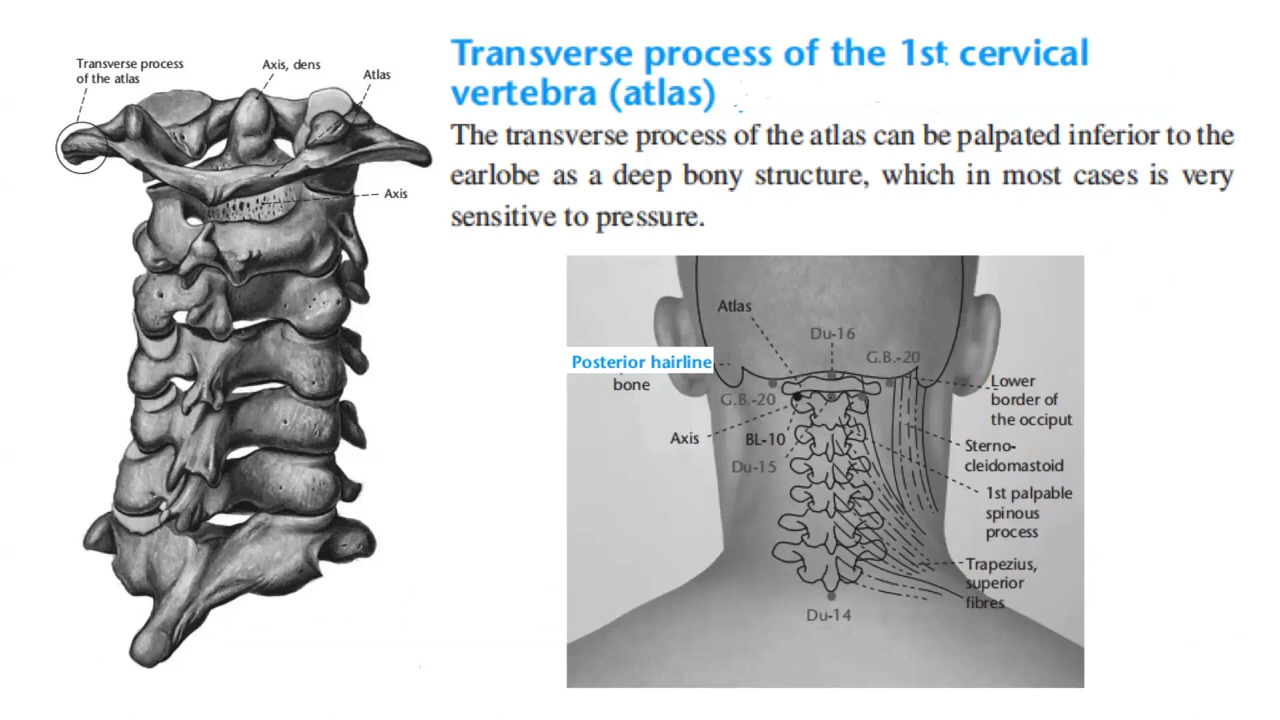 Transverse process of the 1st cervical
vertebra (atlas)
The transverse process of the atlas can be palpated inferior to the
earlobe as a deep bony structure, which in most cases is very
sensitive to pressure.
Transverse process
of the atlas
Axis, dens
Atlas
Axis
Atlas
Du-16
G.B.-20
Posterior hairline
bone
G.B.-20
Axis
BL-10
Du-15
Lower
border of
the occiput
Sterno-
cleidomastoid
1st palpable
spinous
process
Trapezius,
superior
fibres
Du-14